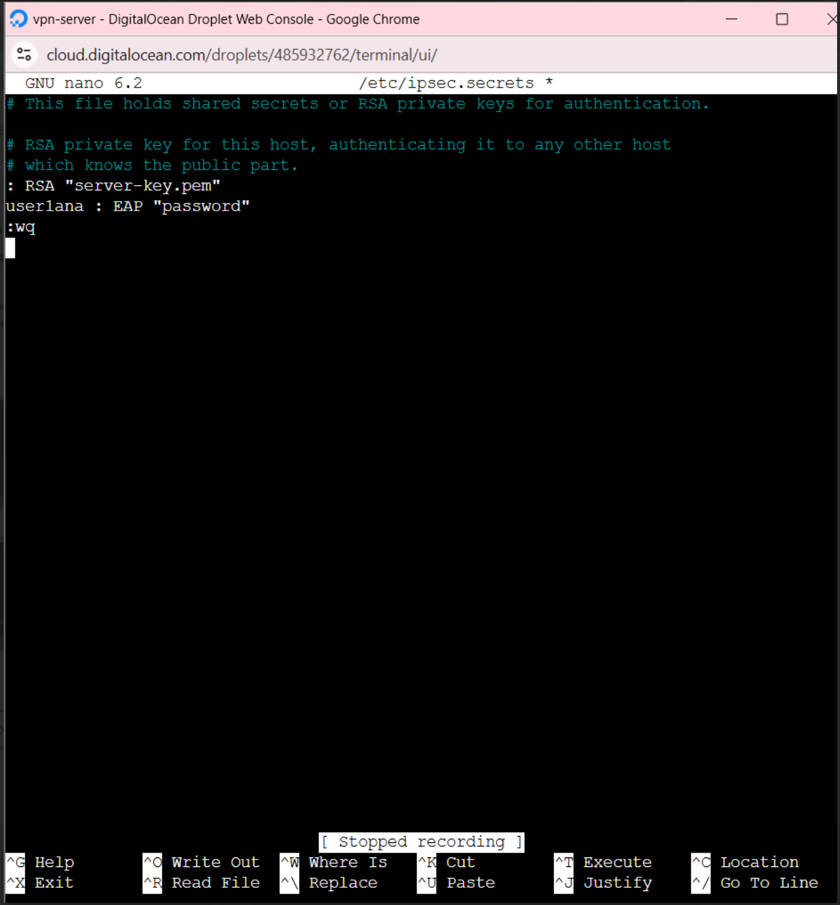 vpn-server - DigitalOcean Droplet Web Console - Google Chrome
cloud.digitalocean.com/droplets/485932762/terminal/ui/
GNU nano 6.2 /etc/ipsec.secrets *
# This file holds shared secrets or RSA private keys for authentication.
# RSA private key for this host, authenticating it to any other host
# which knows the public part.
: RSA "server-key.pem"
user1ana : EAP "password"
:wq
[ Stopped recording ]
^G Help ^O Write Out ^W Where Is ^K Cut ^T Execute ^C Location
^X Exit ^R Read File ^\ Replace ^U Paste ^J Justify ^/ Go To Line